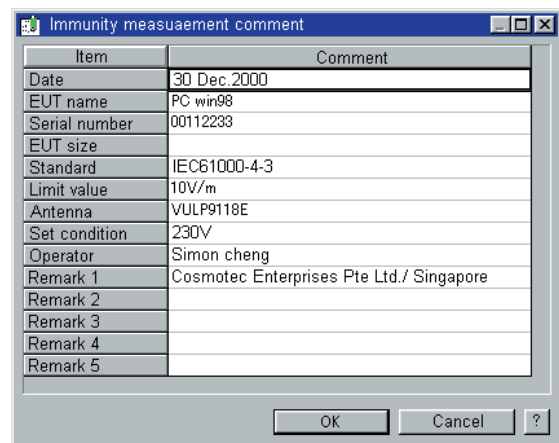 Immunity measuaement comment
Item Comment
Date 30 Dec.2000
EUT name PC win98
Serial number 00112233
EUT size
Standard IEC61000-4-3
Limit value 10V/m
Antenna VULP9118E
Set condition 230V
Operator Simon cheng
Remark 1 Cosmotec Enterprises Pte Ltd./ Singapore
Remark 2
Remark 3
Remark 4
Remark 5
OK Cancel ?